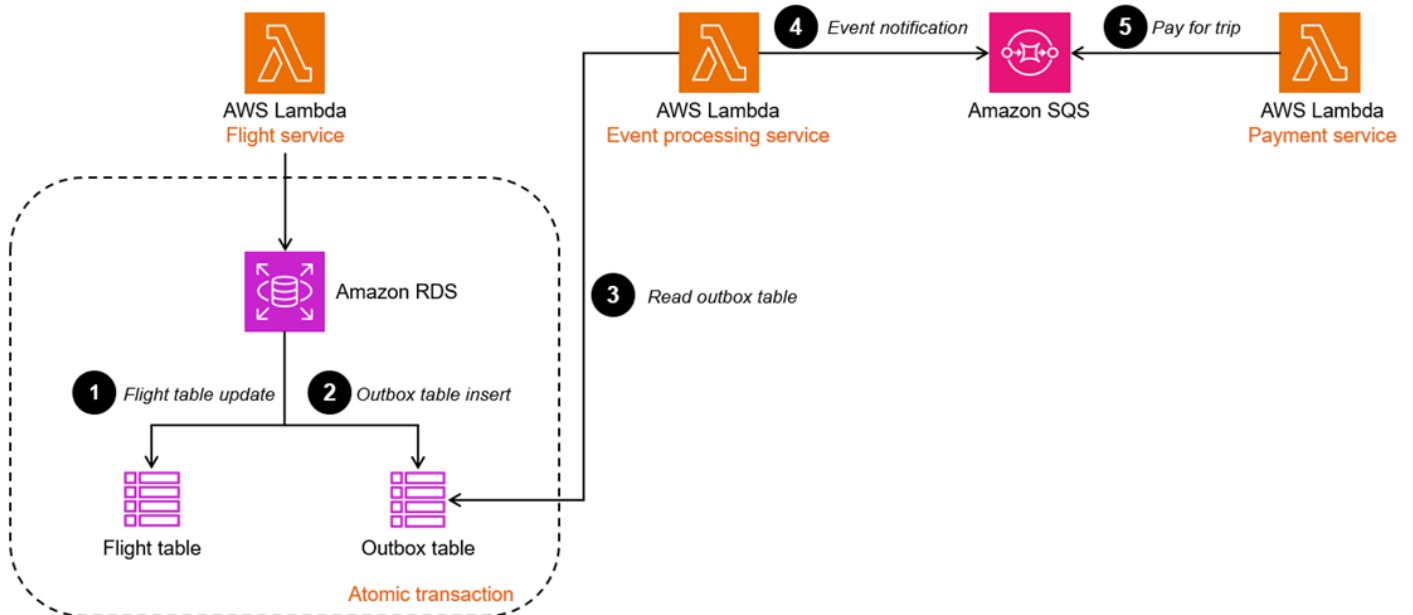 4 Event notification
5 Pay for trip
AWS Lambda
Flight service
AWS Lambda
Event processing service
Amazon SQS
AWS Lambda
Payment service
Amazon RDS
3 Read outbox table
1 Flight table update
2 Outbox table insert
Flight table
Outbox table
Atomic transaction